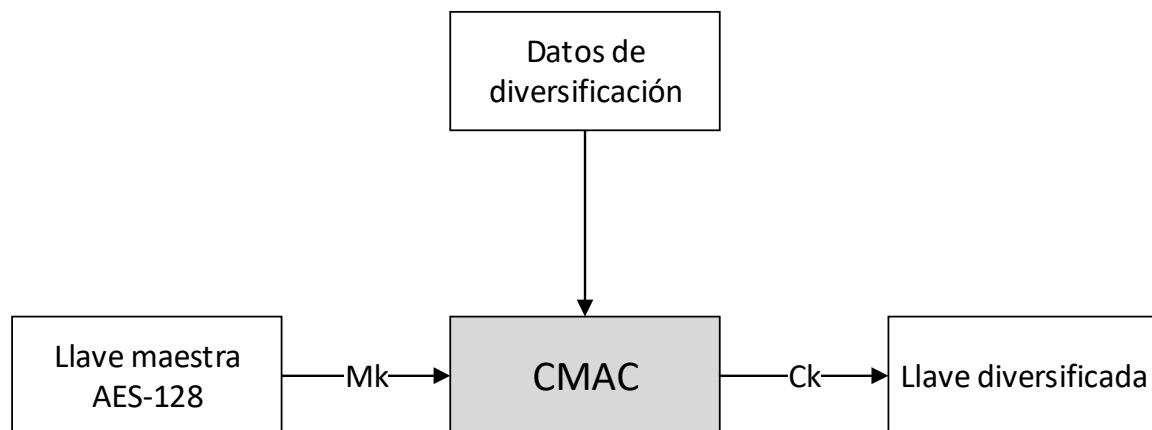 Datos de
diversificación
Llave maestra
AES-128
Mk
CMAC
Ck
Llave diversificada